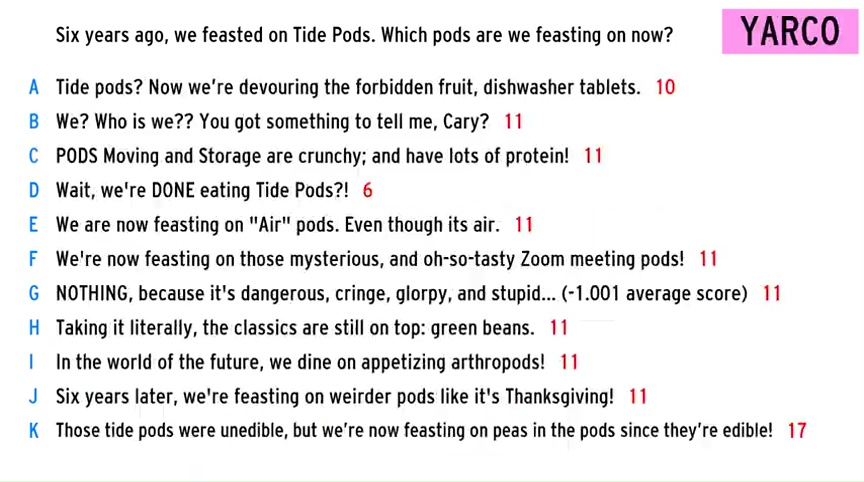 Six years ago, we feasted on Tide Pods. Which pods are we feasting on now?
YARCO
A Tide pods? Now we're devouring the forbidden fruit, dishwasher tablets. 10
B We? Who is we?? You got something to tell me, Cary? 11
C PODS Moving and Storage are crunchy; and have lots of protein! 11
D Wait, we're DONE eating Tide Pods?! 6
E We are now feasting on "Air" pods. Even though its air. 11
F We're now feasting on those mysterious, and oh-so-tasty Zoom meeting pods! 11
G NOTHING, because it's dangerous, cringe, glorpy, and stupid... (-1.001 average score) 11
H Taking it literally, the classics are still on top: green beans. 11
I In the world of the future, we dine on appetizing arthropods! 11
J Six years later, we're feasting on weirder pods like it's Thanksgiving! 11
K Those tide pods were unedible, but we're now feasting on peas in the pods since they're edible! 17